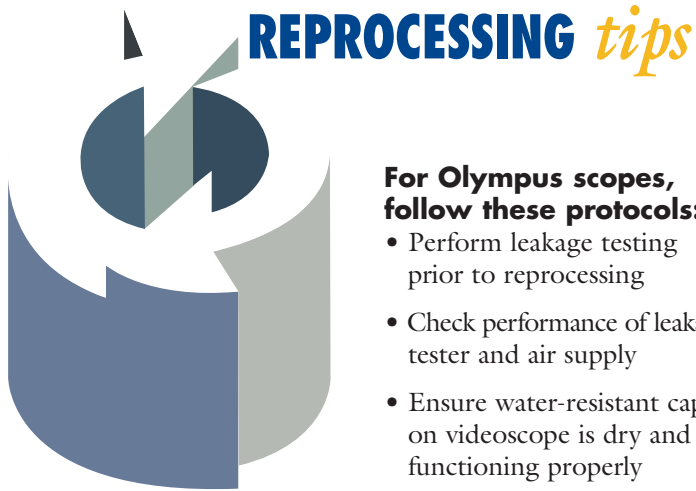 REPROCESSING tips
For Olympus scopes,
follow these protocols:
• Perform leakage testing
prior to reprocessing
• Check performance of leak
tester and air supply
• Ensure water-resistant cap
on videoscope is dry and
functioning properly